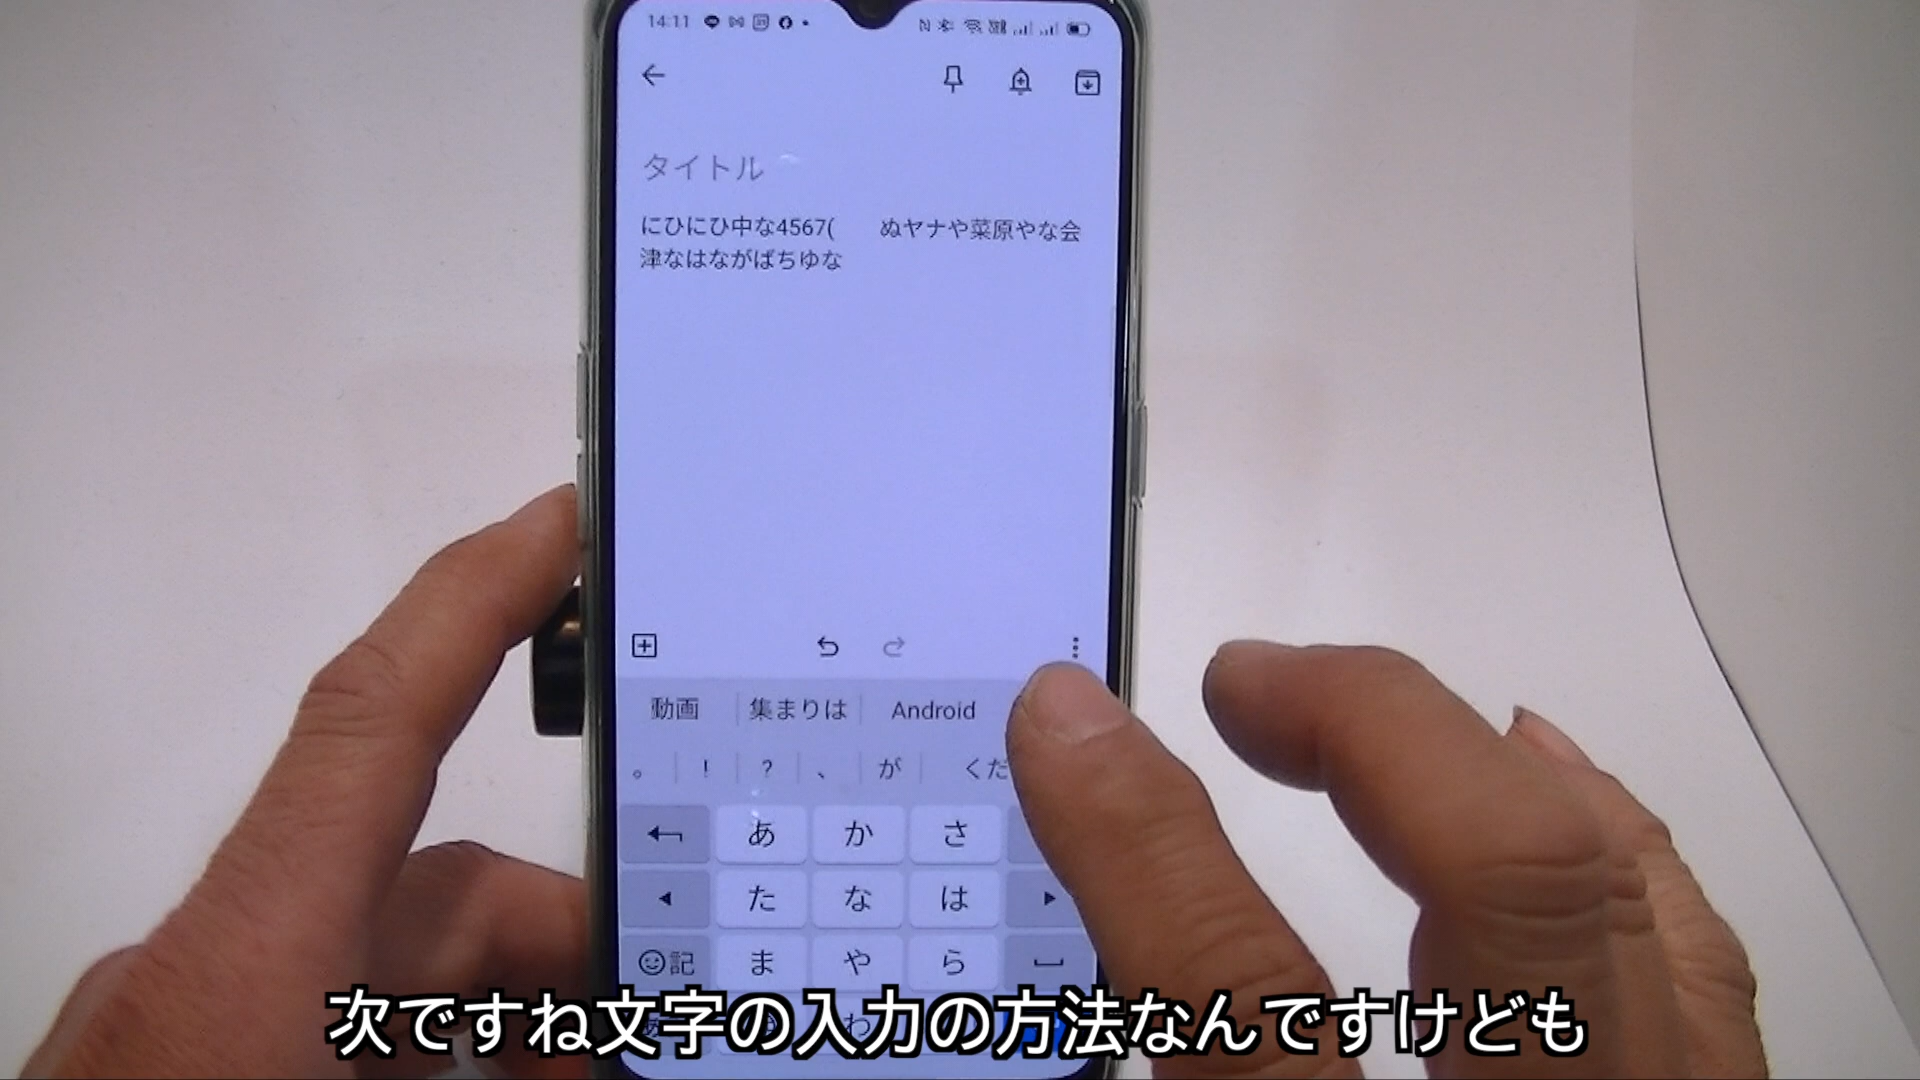 14:11
タイトル
にひにひ中な4567( ぬヤナや菜原やな会
津なはながばちゆな
動画 集まりは Android
。 ! ? 、 が くだ
あ か さ
た な は
記 ま や ら
わ
次ですね文字の入力の方法なんですけども